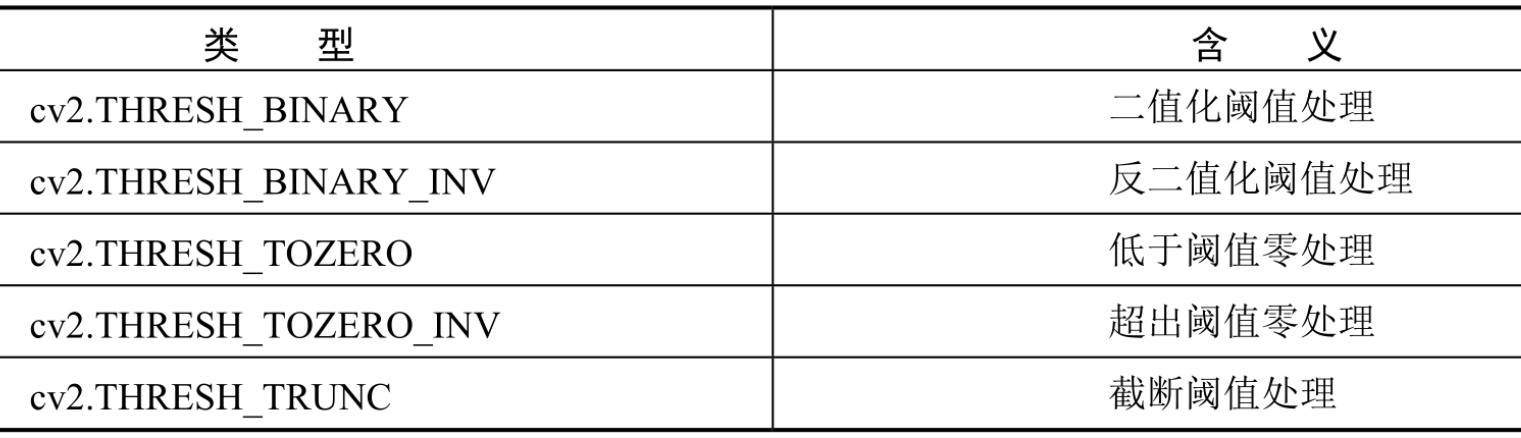 类 型 含 义
cv2.THRESH_BINARY 二值化阈值处理
cv2.THRESH_BINARY_INV 反二值化阈值处理
cv2.THRESH_TOZERO 低于阈值零处理
cv2.THRESH_TOZERO_INV 超出阈值零处理
cv2.THRESH_TRUNC 截断阈值处理